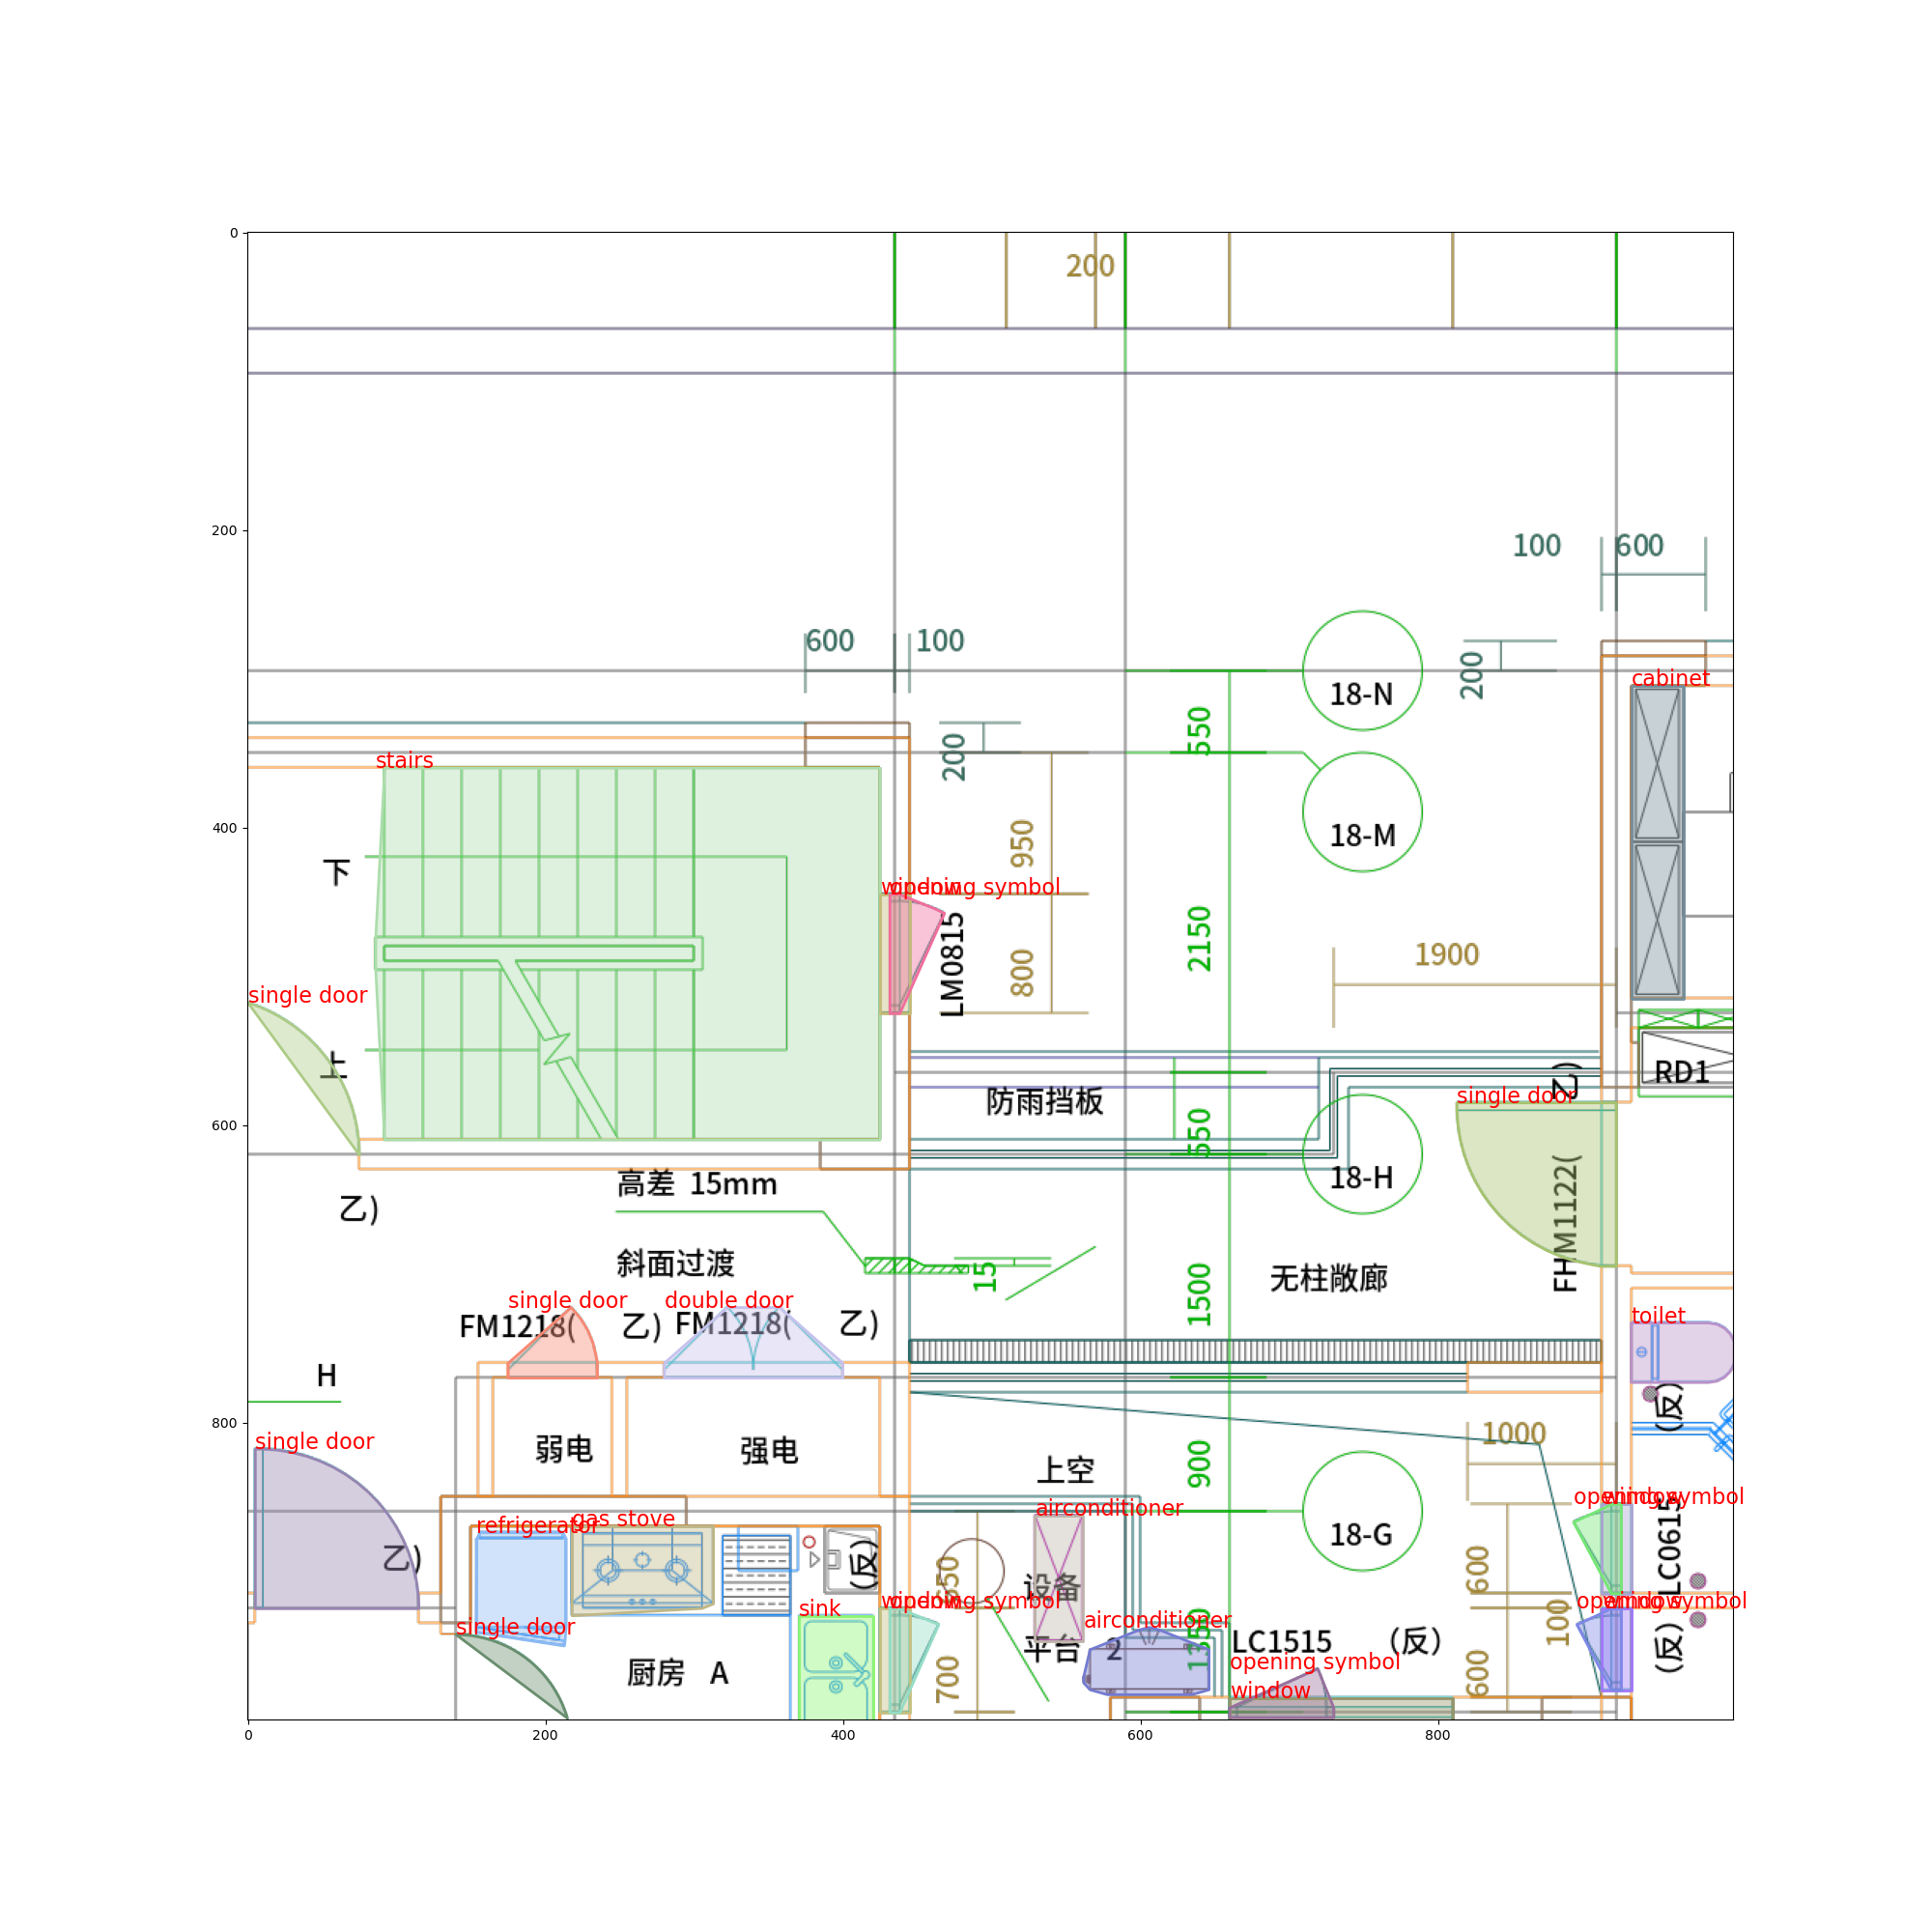 0
200
200
100
600
600
100
200
18-N
cabinet
550
200
stairs
400
18-M
下
950
window
opening symbol
LM0815
2150
1900
800
single door
上
RD1
乙)
防雨挡板
single door
600
550
18-H
高差 15mm
FHM1122(
乙)
斜面过渡
15
无柱敞廊
1500
single door
double door
toilet
FM1218(
乙)
FM1218(
乙)
H
(反)
800
single door
1000
弱电
强电
上空
900
opening symbol
window
airconditioner
refrigerator
gas stove
18-G
LC0615
乙)
(反)
设备
600
window
opening symbol
sink
opening symbol
window
100
single door
airconditioner
平台 2
LC1515
(反)
(反)
厨房 A
700
opening symbol
600
window
0
200
400
600
800